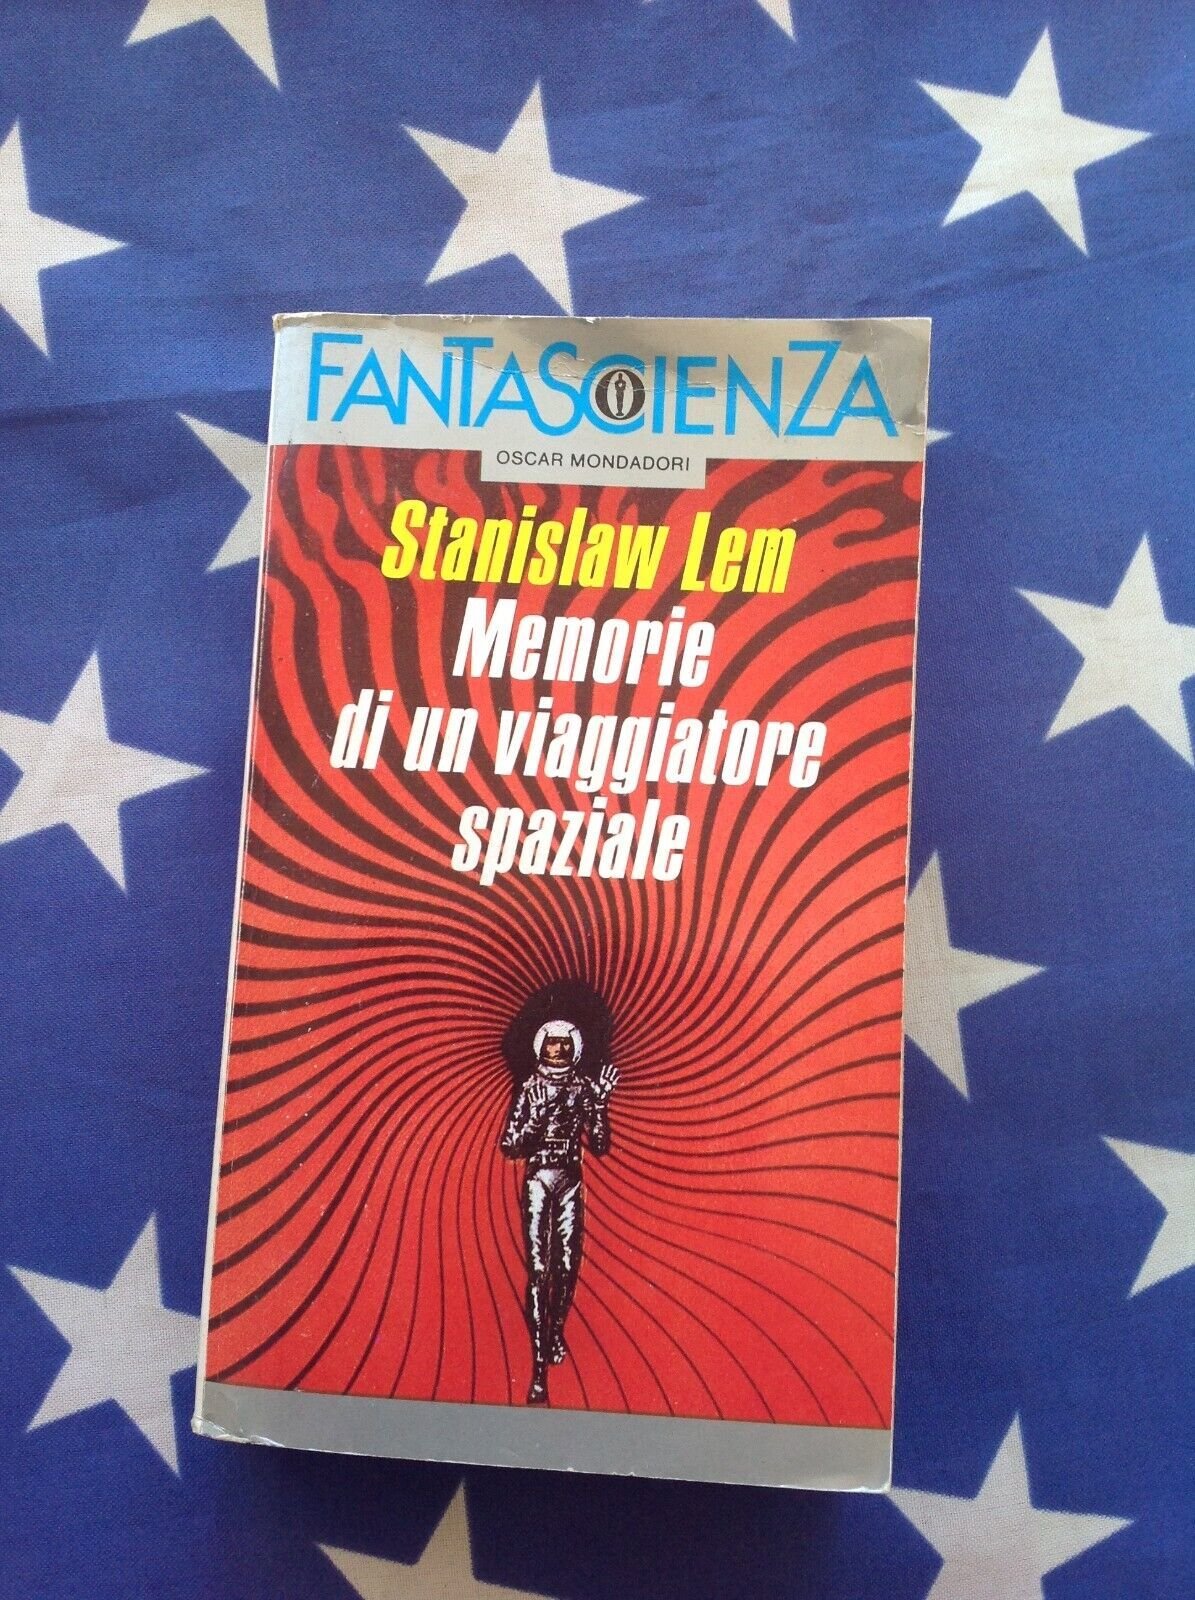 FANTASCIENZA
OSCAR MONDADORI
Stanislaw Lem
Memorie
di un viaggiatore
spaziale